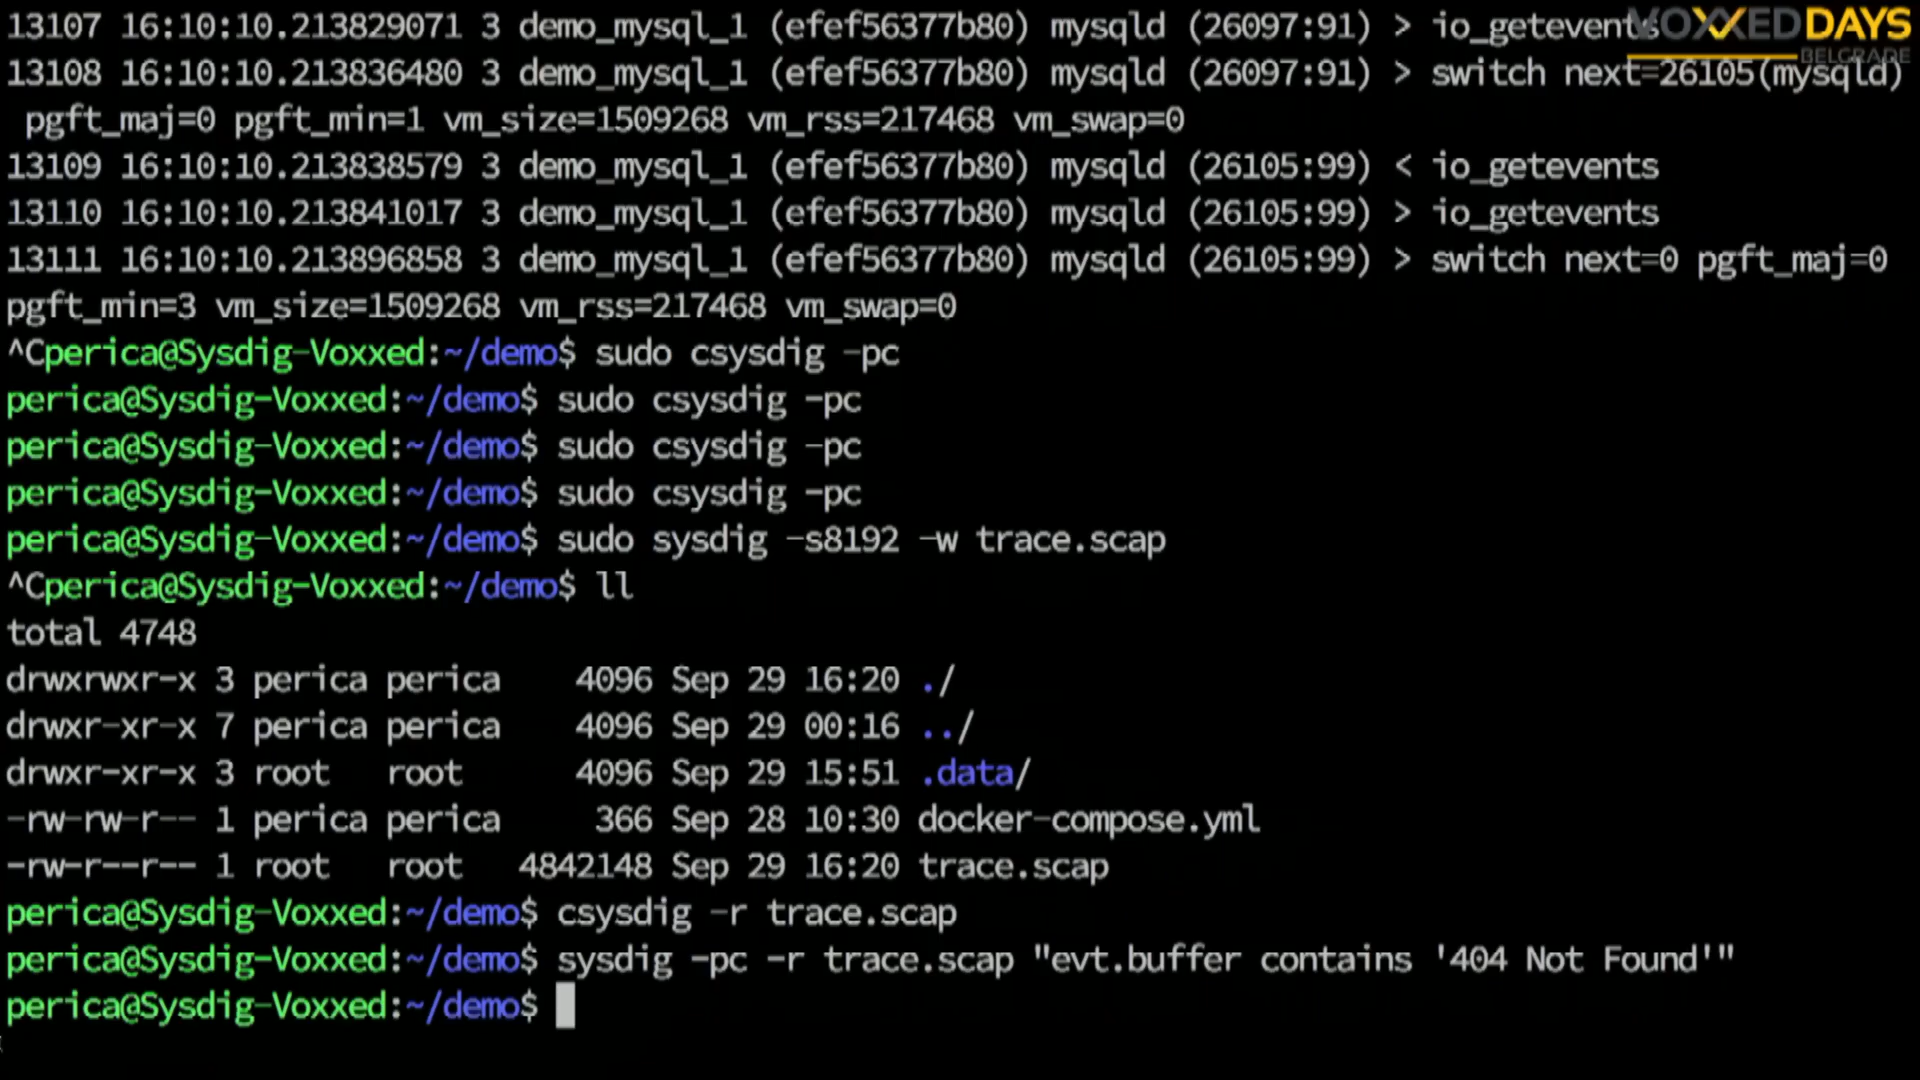 13107 16:10:10.213829071 3 demo_mysql_1 (efef56377b80) mysqld (26097:91) > io_getevents
VOXXED DAYS
BELGRADE
13108 16:10:10.213836480 3 demo_mysql_1 (efef56377b80) mysqld (26097:91) > switch next=26105(mysqld)
pgft_maj=0 pgft_min=1 vm_size=1509268 vm_rss=217468 vm_swap=0
13109 16:10:10.213838579 3 demo_mysql_1 (efef56377b80) mysqld (26105:99) < io_getevents
13110 16:10:10.213841017 3 demo_mysql_1 (efef56377b80) mysqld (26105:99) > io_getevents
13111 16:10:10.213896858 3 demo_mysql_1 (efef56377b80) mysqld (26105:99) > switch next=0 pgft_maj=0
pgft_min=3 vm_size=1509268 vm_rss=217468 vm_swap=0
^Cperica@Sysdig-Voxxed:~/demo$ sudo csysdig -pc
perica@Sysdig-Voxxed:~/demo$ sudo csysdig -pc
perica@Sysdig-Voxxed:~/demo$ sudo csysdig -pc
perica@Sysdig-Voxxed:~/demo$ sudo csysdig -pc
perica@Sysdig-Voxxed:~/demo$ sudo sysdig -s8192 -w trace.scap
^Cperica@Sysdig-Voxxed:~/demo$ ll
total 4748
drwxrwxr-x 3 perica perica    4096 Sep 29 16:20 ./
drwxr-xr-x 7 perica perica    4096 Sep 29 00:16 ../
drwxr-xr-x 3 root   root      4096 Sep 29 15:51 .data/
-rw-rw-r-- 1 perica perica     366 Sep 28 10:30 docker-compose.yml
-rw-r--r-- 1 root   root   4842148 Sep 29 16:20 trace.scap
perica@Sysdig-Voxxed:~/demo$ csysdig -r trace.scap
perica@Sysdig-Voxxed:~/demo$ sysdig -pc -r trace.scap "evt.buffer contains '404 Not Found'"
perica@Sysdig-Voxxed:~/demo$